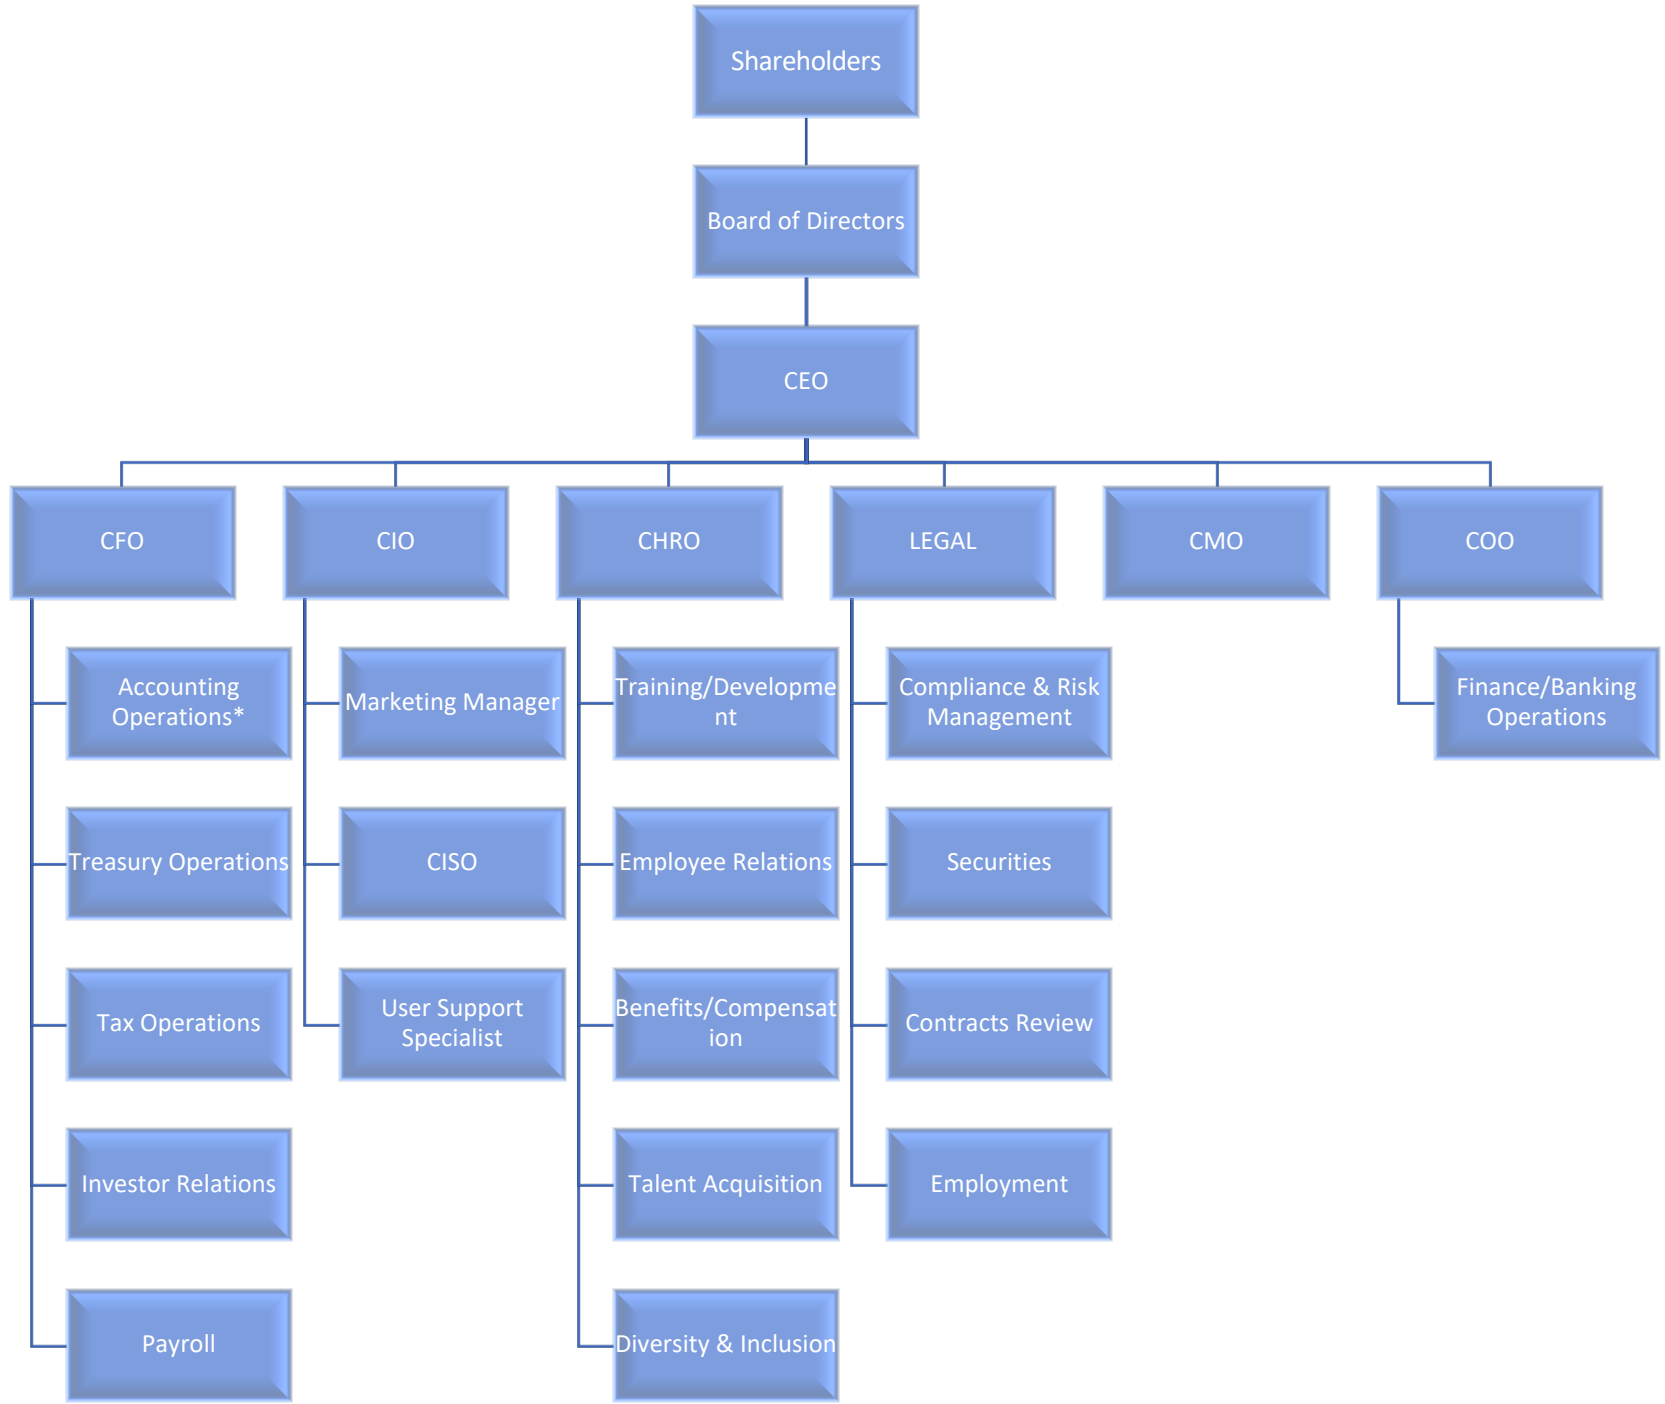 Shareholders
Board of Directors
CEO
CFO
CIO
CHRO
LEGAL
CMO
COO
Accounting
Operations*
Marketing Manager
Training/Developme
nt
Compliance & Risk
Management
Finance/Banking
Operations
Treasury Operations
CISO
Employee Relations
Securities
Tax Operations
User Support
Specialist
Benefits/Compensat
ion
Contracts Review
Investor Relations
Talent Acquisition
Employment
Payroll
Diversity & Inclusion